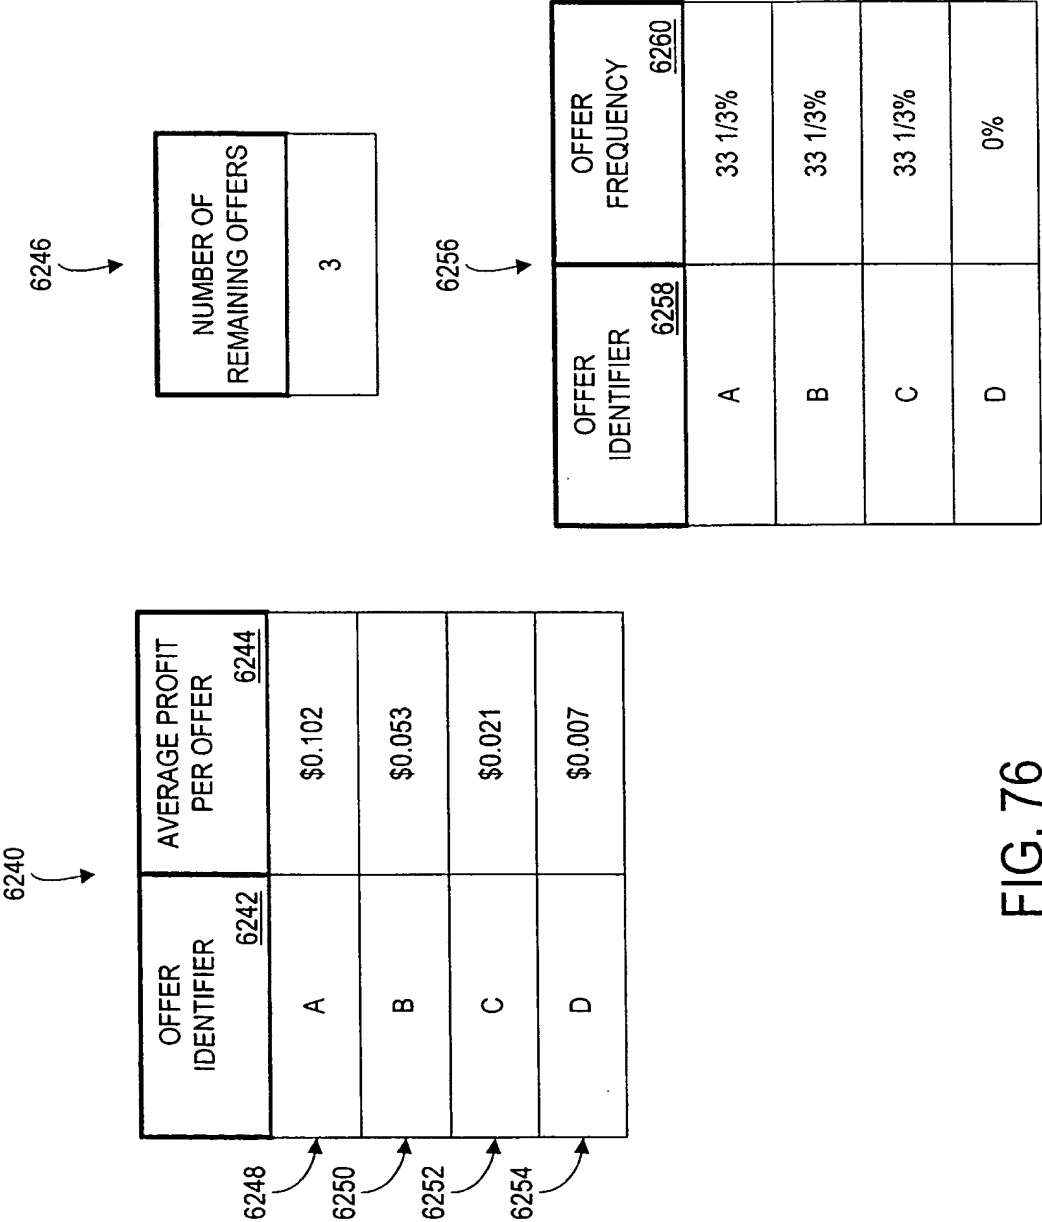 6240
OFFER
IDENTIFIER
6242
AVERAGE PROFIT
PER OFFER
6244
6248
A
$0.102
6250
B
$0.053
6252
C
$0.021
6254
D
$0.007
6246
NUMBER OF
REMAINING OFFERS
3
6256
OFFER
IDENTIFIER
6258
OFFER
FREQUENCY
6260
A
33 1/3%
B
33 1/3%
C
33 1/3%
D
0%
FIG. 76